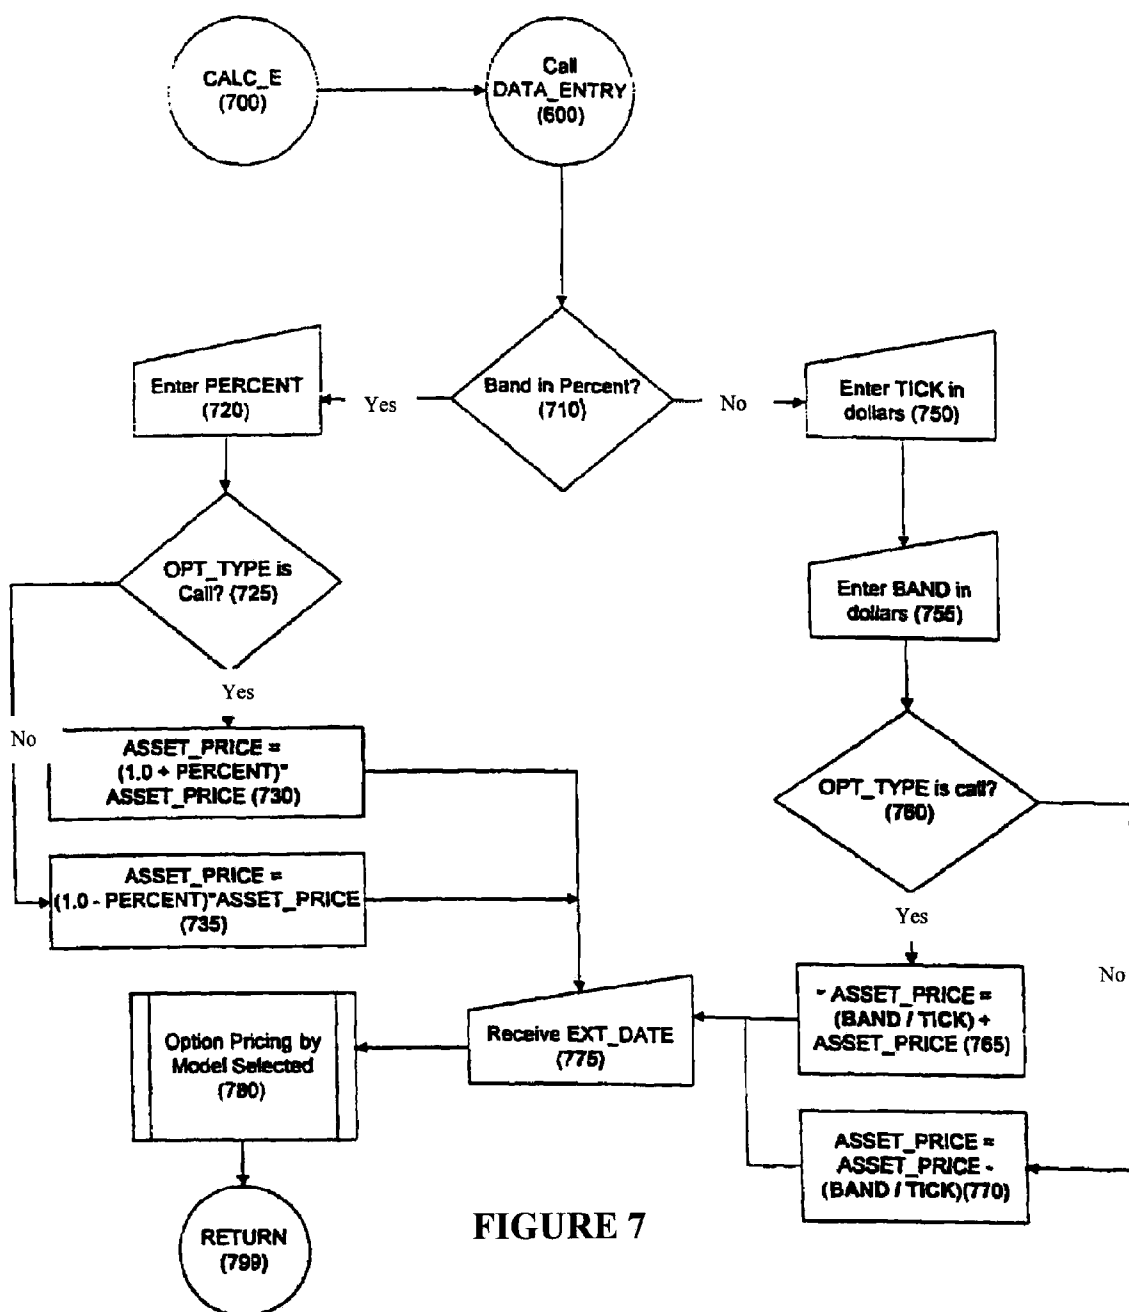 CALC_E
(700)
Call
DATA_ENTRY
(600)
Band in Percent?
(710)
Yes
No
Enter PERCENT
(720)
Enter TICK in
dollars (750)
OPT_TYPE is
Call? (725)
Enter BAND in
dollars (755)
Yes
No
ASSET_PRICE =
(1.0 + PERCENT)*
ASSET_PRICE (730)
OPT_TYPE is call?
(760)
ASSET_PRICE =
(1.0 - PERCENT)*ASSET_PRICE
(735)
Yes
No
ASSET_PRICE =
(BAND / TICK) +
ASSET_PRICE (765)
Receive EXT_DATE
(775)
Option Pricing by
Model Selected
(780)
ASSET_PRICE =
ASSET_PRICE -
(BAND / TICK)(770)
RETURN
(799)
FIGURE 7